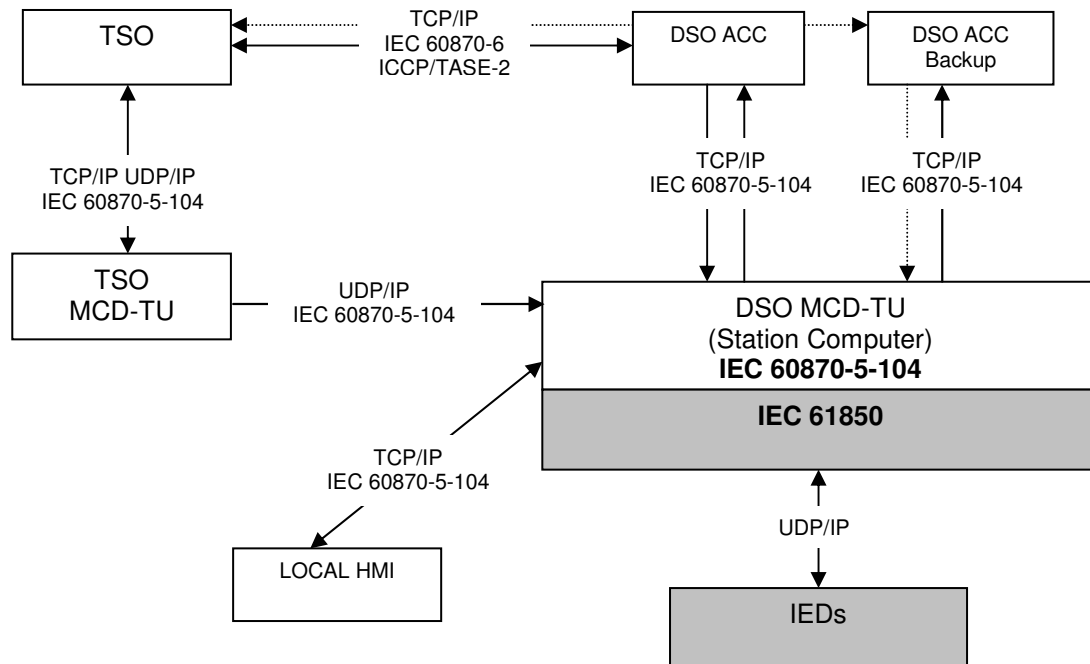 TSO
TCP/IP
IEC 60870-6
ICCP/TASE-2
DSO ACC
DSO ACC
Backup
TCP/IP UDP/IP
IEC 60870-5-104
TCP/IP
IEC 60870-5-104
TCP/IP
IEC 60870-5-104
TSO
MCD-TU
UDP/IP
IEC 60870-5-104
DSO MCD-TU
(Station Computer)
IEC 60870-5-104
IEC 61850
TCP/IP
IEC 60870-5-104
UDP/IP
LOCAL HMI
IEDs